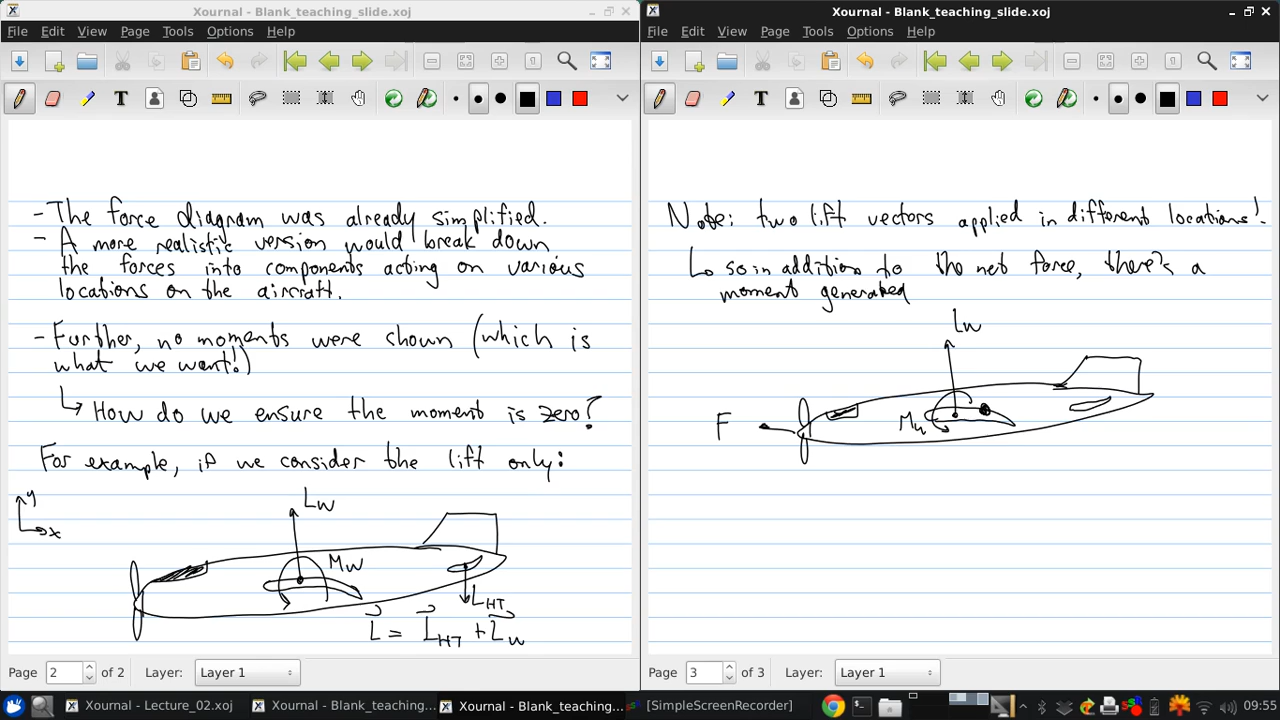 Xournal - Blank_teaching_slide.xoj
File Edit View Page Tools Options Help
- The force diagram was already simplified.
- A more realistic version would break down
the forces into components acting on various
locations on the aircraft.
- Further, no moments were shown (which is
what we want!)
↳ How do we ensure the moment is zero?
For example, if we consider the lift only:
y
x
LW
MW
LHT
L = LHT + LW
Page 2 of 2 Layer: Layer 1
Xournal - Blank_teaching_slide.xoj
File Edit View Page Tools Options Help
Note: two lift vectors applied in different locations!
↳ so in addition to the net force, there's a
moment generated
LW
F
MW
Page 3 of 3 Layer: Layer 1
Xournal - Lecture_02.xoj
Xournal - Blank_teaching...
Xournal - Blank_teaching...
[SimpleScreenRecorder]
09:55